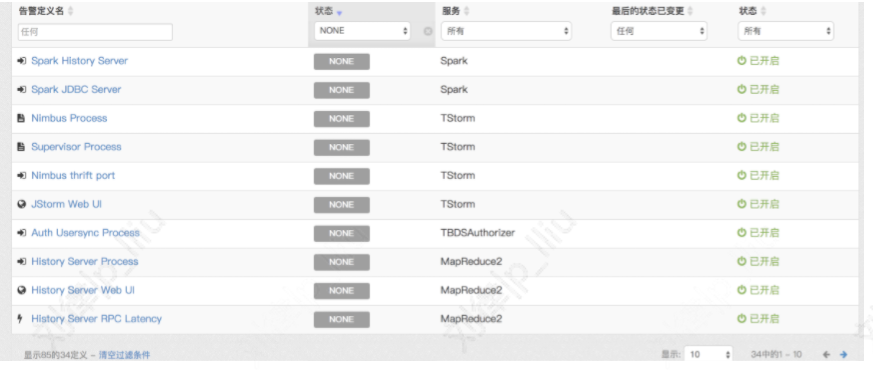 告警定义名 状态 服务 最后的状态已变更 状态
任何 NONE 所有 任何 所有
Spark History Server NONE Spark 已开启
Spark JDBC Server NONE Spark 已开启
Nimbus Process NONE TStorm 已开启
Supervisor Process NONE TStorm 已开启
Nimbus thrift port NONE TStorm 已开启
JStorm Web UI NONE TStorm 已开启
Auth Usersync Process NONE TBDSAuthorizer 已开启
History Server Process NONE MapReduce2 已开启
History Server Web UI NONE MapReduce2 已开启
History Server RPC Latency NONE MapReduce2 已开启
显示85的34定义 - 清空过滤条件 显示: 10 34中的1 - 10